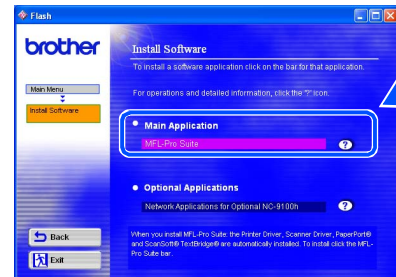 Flash
brother
Install Software
To install a software application click on the bar for that application.
Main Menu
For operations and detailed information, click the "?" icon.
Install Software
Main Application
MFL-Pro Suite
?
Optional Applications
Network Applications for Optional NC-9100h
?
Back
When you install MFL-Pro Suite: the Printer Driver, Scanner Driver, PaperPort®
and ScanSoft® TextBridge® are automatically installed. To install click the MFL-
Pro Suite bar.
Exit